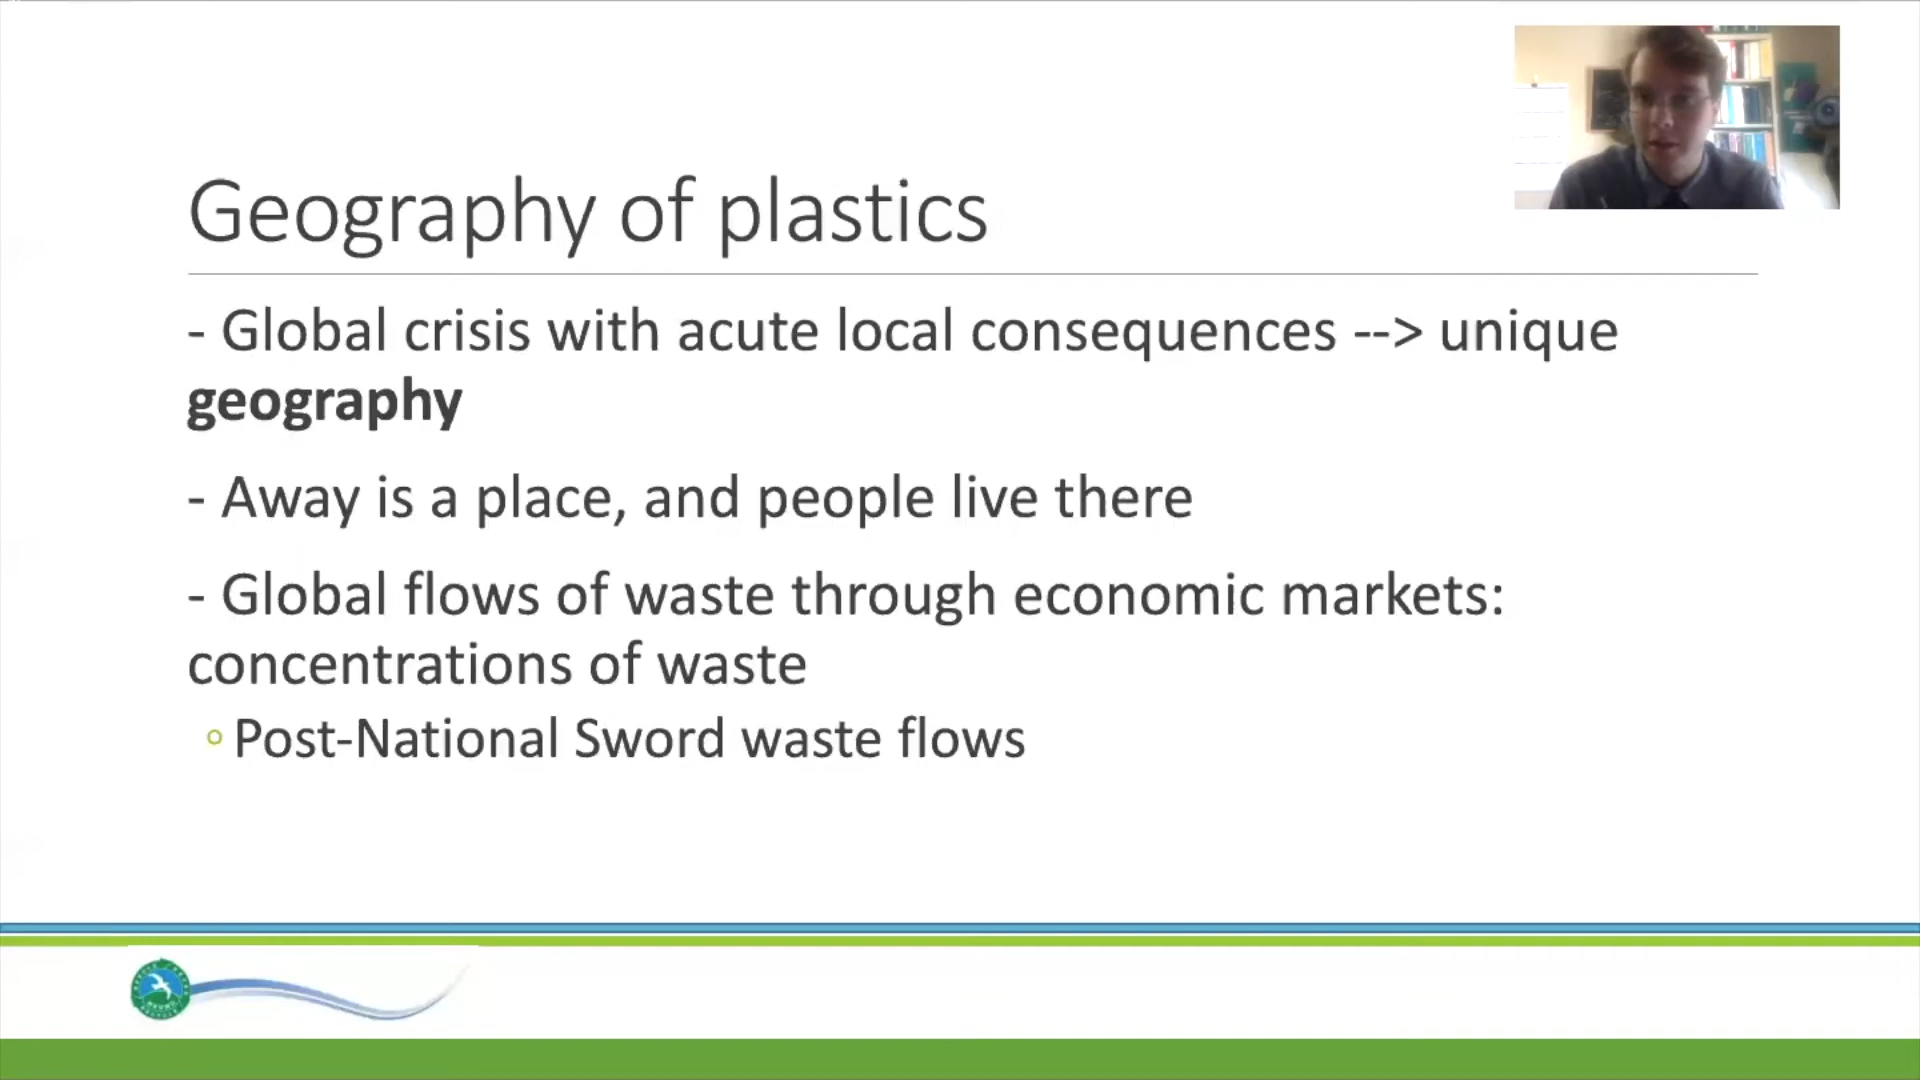 Geography of plastics
- Global crisis with acute local consequences --> unique
geography
- Away is a place, and people live there
- Global flows of waste through economic markets:
concentrations of waste
Post-National Sword waste flows